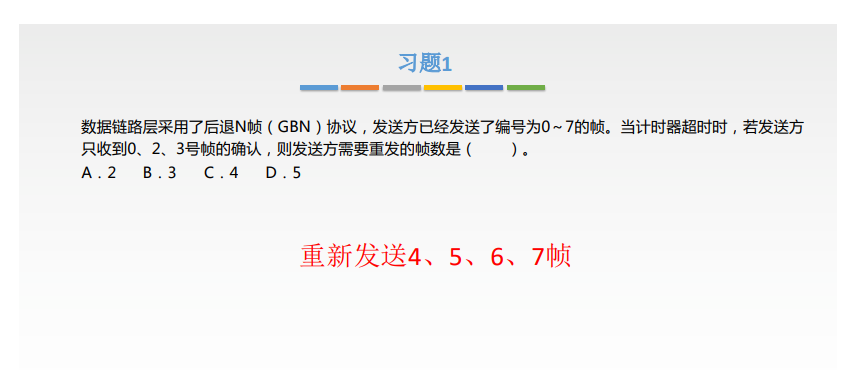 习题1
数据链路层采用了后退N帧（GBN）协议，发送方已经发送了编号为0～7的帧。当计时器超时时，若发送方
只收到0、2、3号帧的确认，则发送方需要重发的帧数是（　　）。
A．2　B．3　C．4　D．5
重新发送4、5、6、7帧